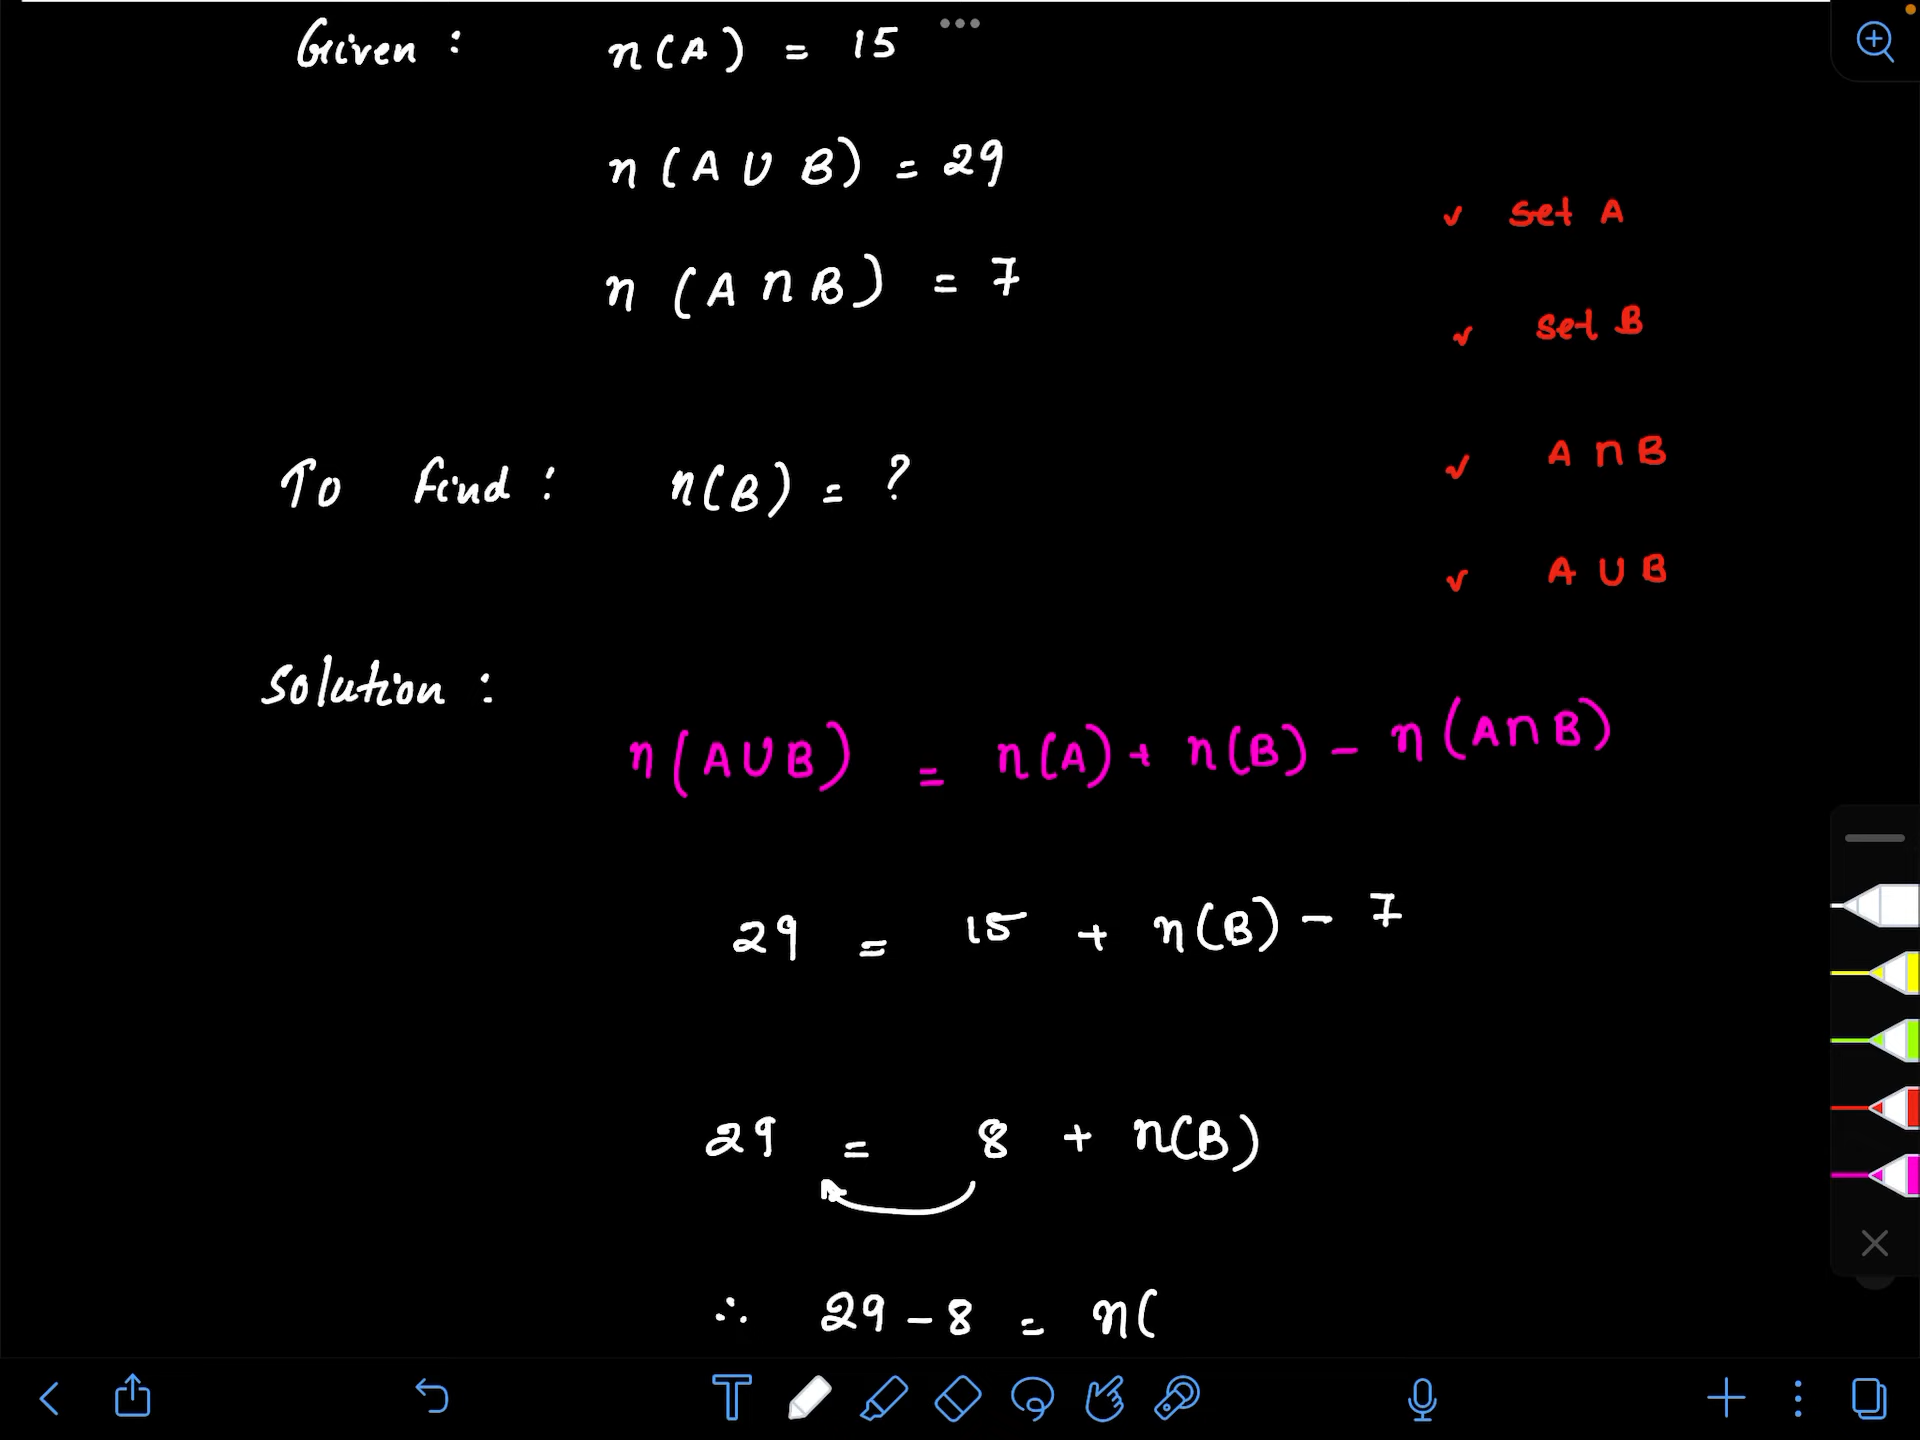 Given : n(A) = 15
n(A ∪ B) = 29
n(A ∩ B) = 7
✓ Set A
✓ Set B
✓ A ∩ B
✓ A ∪ B
To find : n(B) = ?
Solution :
n(A∪B) = n(A) + n(B) - n(A∩B)
29 = 15 + n(B) - 7
29 = 8 + n(B)
∴ 29 - 8 = n(